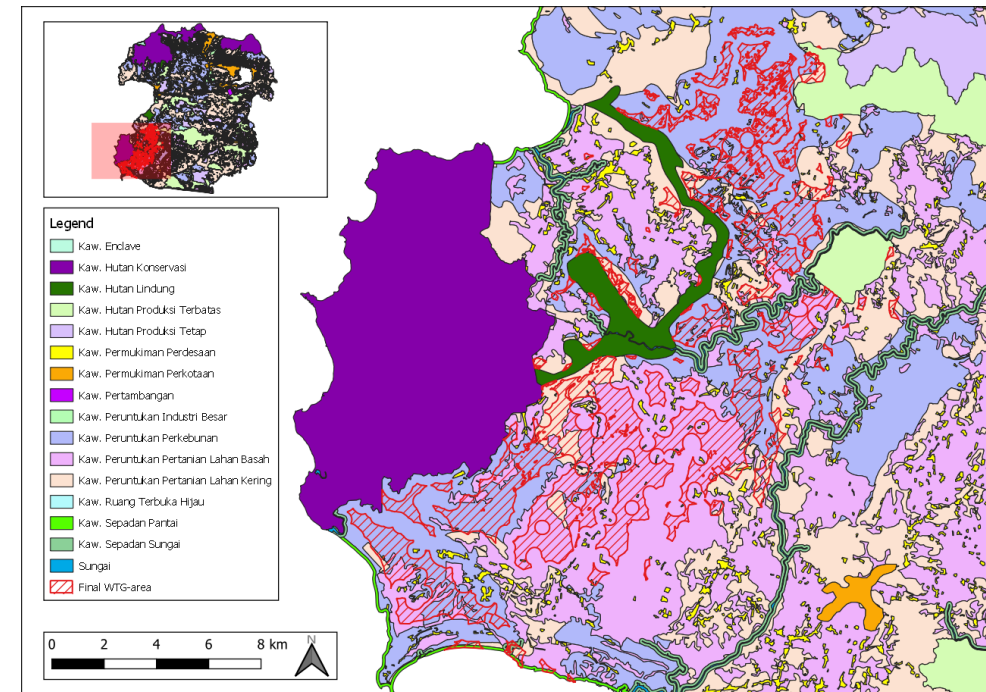 Legend
Kaw. Enclave
Kaw. Hutan Konservasi
Kaw. Hutan Lindung
Kaw. Hutan Produksi Terbatas
Kaw. Hutan Produksi Tetap
Kaw. Permukiman Perdesaan
Kaw. Permukiman Perkotaan
Kaw. Pertambangan
Kaw. Peruntukan Industri Besar
Kaw. Peruntukan Perkebunan
Kaw. Peruntukan Pertanian Lahan Basah
Kaw. Peruntukan Pertanian Lahan Kering
Kaw. Ruang Terbuka Hijau
Kaw. Sepadan Pantai
Kaw. Sepadan Sungai
Sungai
Final WTG-area
0 2 4 6 8 km
N